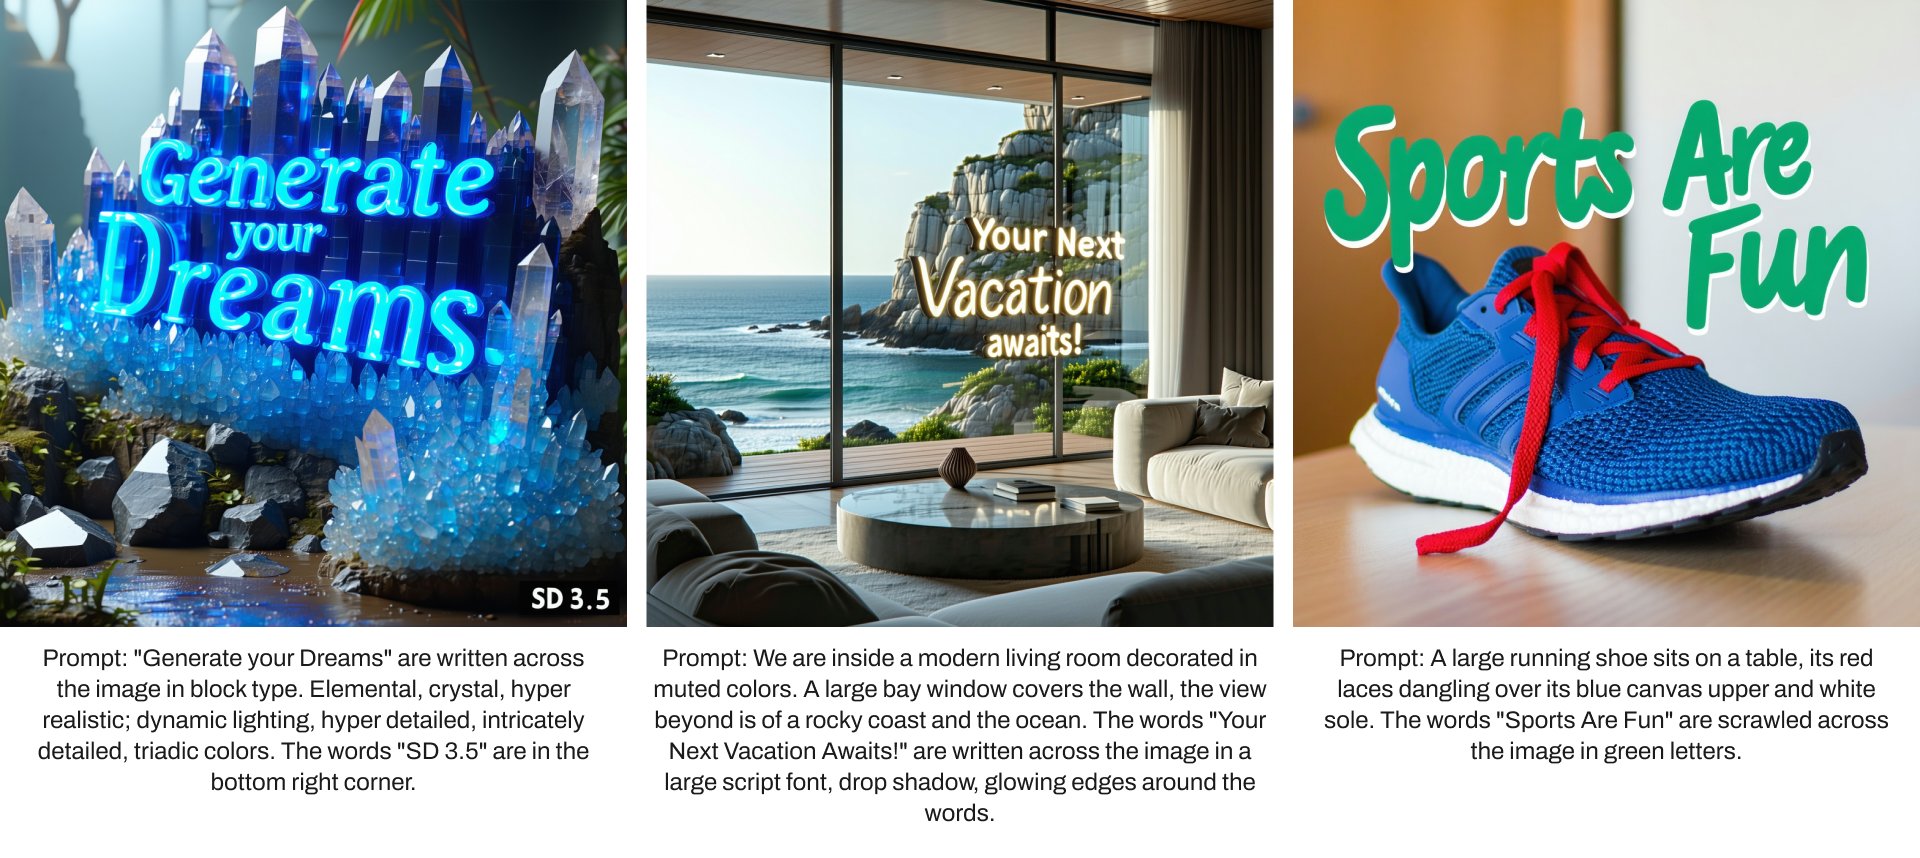 Generate
your
Dreams
SD 3.5
Prompt: "Generate your Dreams" are written across
the image in block type. Elemental, crystal, hyper
realistic; dynamic lighting, hyper detailed, intricately
detailed, triadic colors. The words "SD 3.5" are in the
bottom right corner.
Your Next
Vacation
awaits!
Prompt: We are inside a modern living room decorated in
muted colors. A large bay window covers the wall, the view
beyond is of a rocky coast and the ocean. The words "Your
Next Vacation Awaits!" are written across the image in a
large script font, drop shadow, glowing edges around the
words.
Sports Are
Fun
Prompt: A large running shoe sits on a table, its red
laces dangling over its blue canvas upper and white
sole. The words "Sports Are Fun" are scrawled across
the image in green letters.